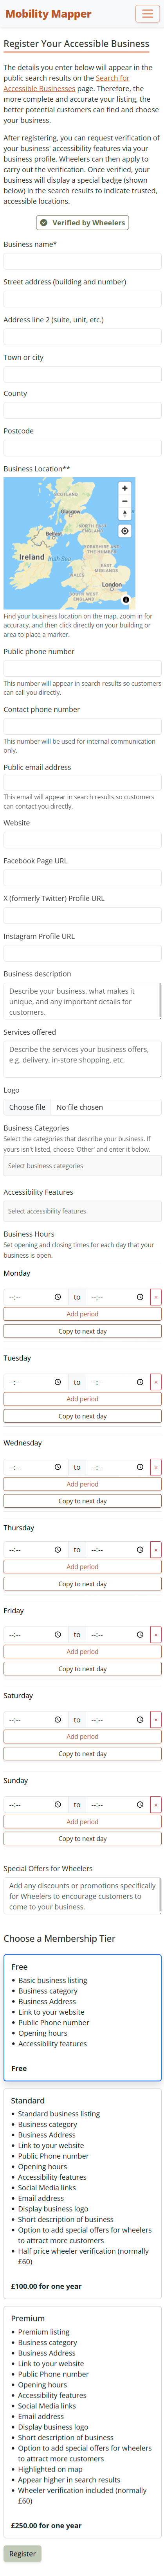 Mobility Mapper
Register Your Accessible Business
The details you enter below will appear in the
public search results on the Search for
Accessible Businesses page. Therefore, the
more complete and accurate your listing, the
better potential customers can find and choose
your business.
After registering, you can request verification of
your business' accessibility features via your
business profile. Wheelers can then apply to
carry out the verification. Once verified, your
business will display a special badge (shown
below) in the search results to indicate trusted,
accessible locations.
Verified by Wheelers
Business name*
Street address (building and number)
Address line 2 (suite, unit, etc.)
Town or city
County
Postcode
Business Location**
SCOTLAND
Glasgow
NORTH EAST
ENGLAND
Belfast
YORKSHIRE AND
THE HUMBER
Ireland
Irish Sea
EAST
MIDLANDS
WALES
London
SOUTH WEST
ENGLAND
Find your business location on the map, zoom in for
accuracy, and then click directly on your building or
area to place a marker.
Public phone number
This number will appear in search results so customers
can call you directly.
Contact phone number
This number will be used for internal communication
only.
Public email address
This email will appear in search results so customers
can contact you directly.
Website
Facebook Page URL
X (formerly Twitter) Profile URL
Instagram Profile URL
Business description
Describe your business, what makes it
unique, and any important details for
customers.
Services offered
Describe the services your business offers,
e.g. delivery, in-store shopping, etc.
Logo
Choose file No file chosen
Business Categories
Select the categories that describe your business. If
yours isn't listed, choose 'Other' and enter it below.
Select business categories
Accessibility Features
Select accessibility features
Business Hours
Set opening and closing times for each day that your
business is open.
Monday
--:-- to --:-- ×
Add period
Copy to next day
Tuesday
--:-- to --:-- ×
Add period
Copy to next day
Wednesday
--:-- to --:-- ×
Add period
Copy to next day
Thursday
--:-- to --:-- ×
Add period
Copy to next day
Friday
--:-- to --:-- ×
Add period
Copy to next day
Saturday
--:-- to --:-- ×
Add period
Copy to next day
Sunday
--:-- to --:-- ×
Add period
Copy to next day
Special Offers for Wheelers
Add any discounts or promotions specifically
for Wheelers to encourage customers to
come to your business.
Choose a Membership Tier
Free
• Basic business listing
• Business category
• Business Address
• Link to your website
• Public Phone number
• Opening hours
• Accessibility features
Free
Standard
• Standard business listing
• Business category
• Business Address
• Link to your website
• Public Phone number
• Opening hours
• Accessibility features
• Social Media links
• Email address
• Display business logo
• Short description of business
• Option to add special offers for wheelers
to attract more customers
• Half price wheeler verification (normally
£60)
£100.00 for one year
Premium
• Premium listing
• Business category
• Business Address
• Link to your website
• Public Phone number
• Opening hours
• Accessibility features
• Social Media links
• Email address
• Display business logo
• Short description of business
• Option to add special offers for wheelers
to attract more customers
• Highlighted on map
• Appear higher in search results
• Wheeler verification included (normally
£60)
£250.00 for one year
Register